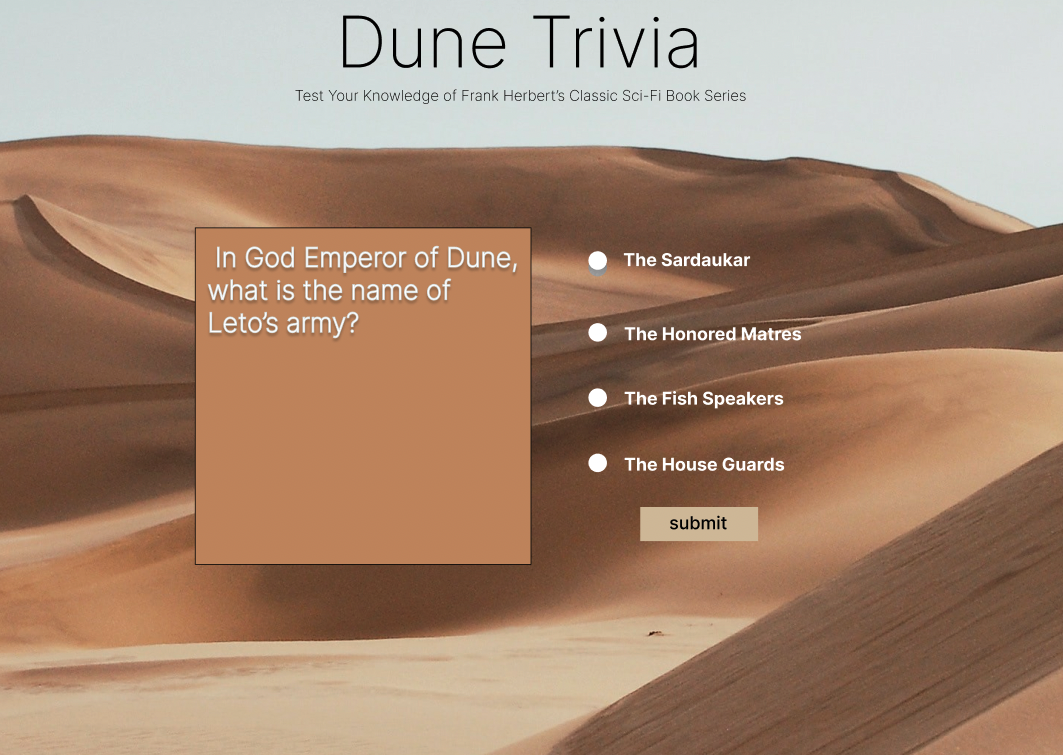 Dune Trivia
Test Your Knowledge of Frank Herbert’s Classic Sci-Fi Book Series
In God Emperor of Dune,
what is the name of
Leto’s army?
The Sardaukar
The Honored Matres
The Fish Speakers
The House Guards
submit